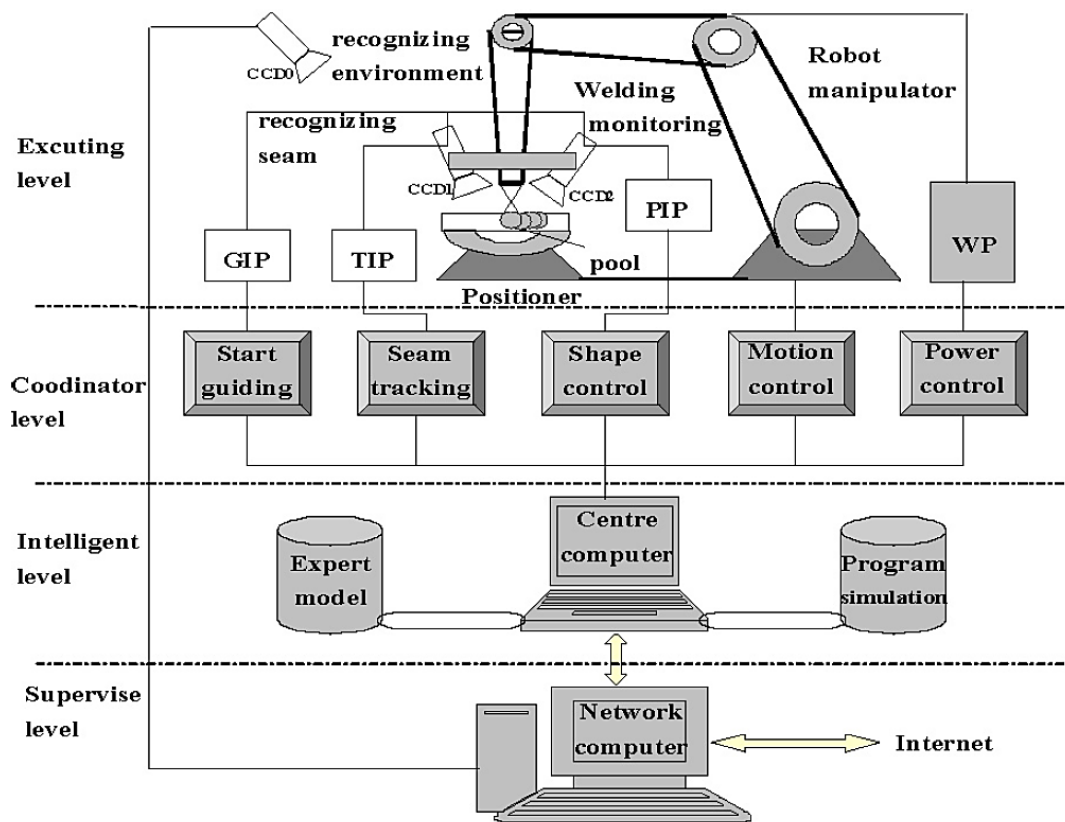 recognizing
environment
CCD0
Robot
manipulator
Welding
monitoring
recognizing
seam
Excuting
level
CCD1
CCD2
PIP
GIP
TIP
WP
pool
Positioner
Start
guiding
Seam
tracking
Shape
control
Motion
control
Power
control
Coodinator
level
Centre
computer
Intelligent
level
Expert
model
Program
simulation
Supervise
level
Network
computer
Internet